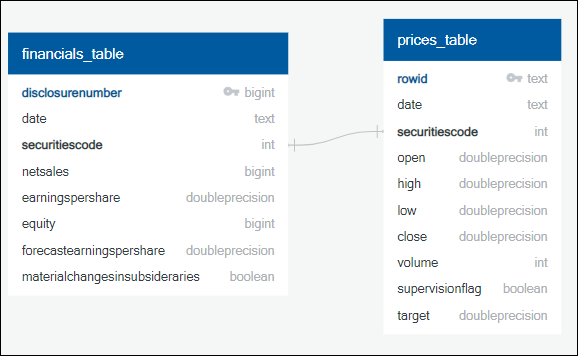 financials_table
disclosurenumber bigint
date text
securitiescode int
netsales bigint
earningspershare doubleprecision
equity bigint
forecastearningspershare doubleprecision
materialchangesinsubsideraries boolean
prices_table
rowid text
date text
securitiescode int
open doubleprecision
high doubleprecision
low doubleprecision
close doubleprecision
volume int
supervisionflag boolean
target doubleprecision